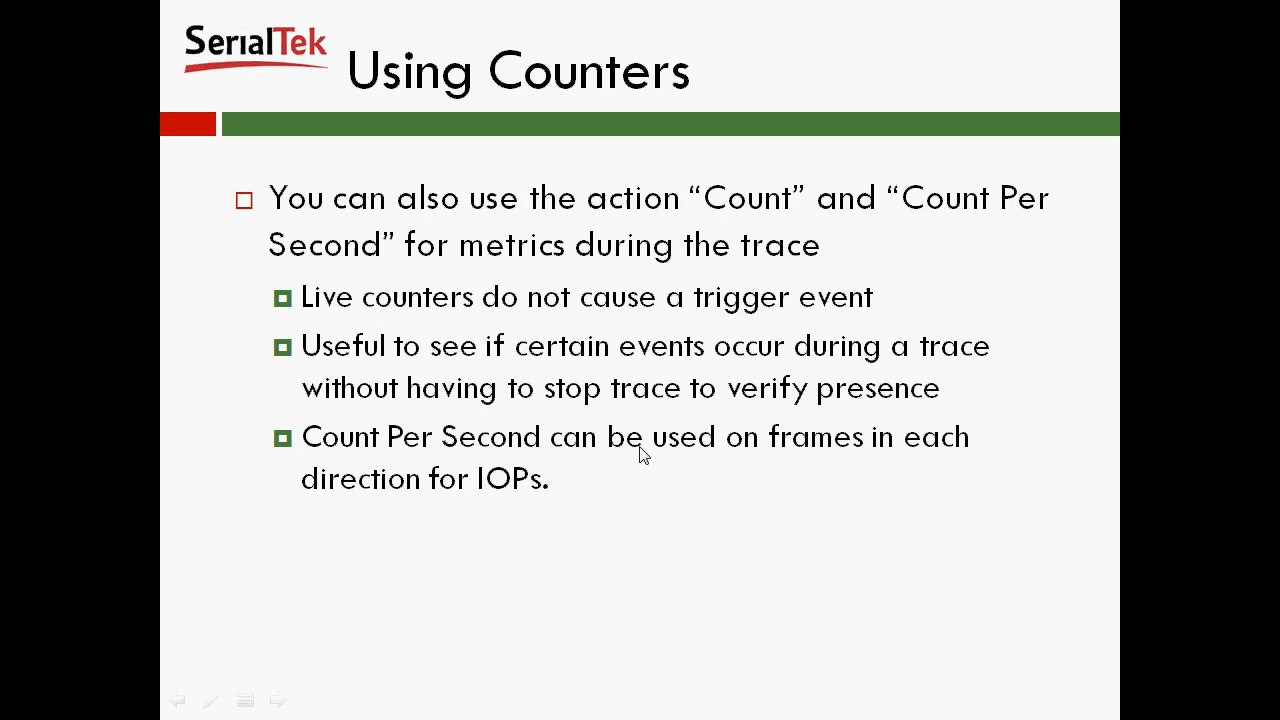 SerialTek
Using Counters
You can also use the action “Count” and “Count Per
Second” for metrics during the trace
Live counters do not cause a trigger event
Useful to see if certain events occur during a trace
without having to stop trace to verify presence
Count Per Second can be used on frames in each
direction for IOPs.